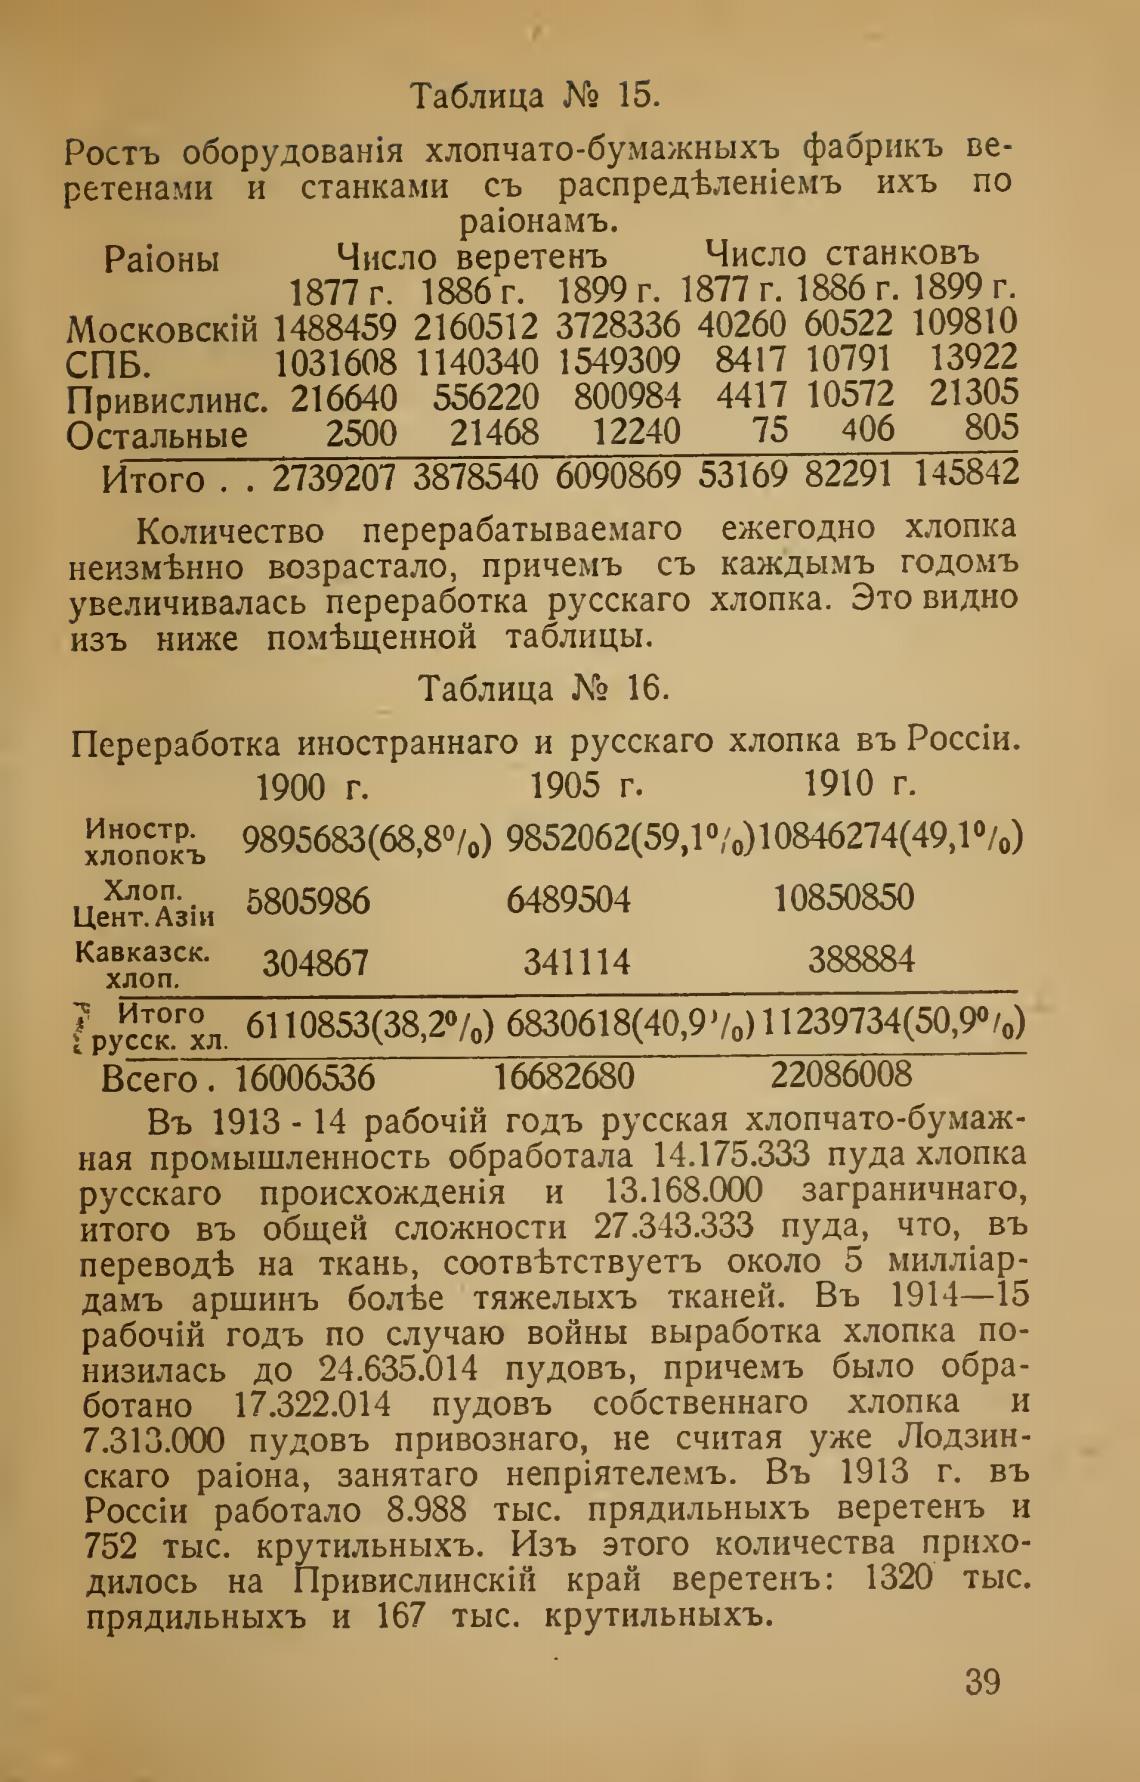 Таблица № 15.
Ростъ оборудованія хлопчато-бумажныхъ фабрикъ ве-
ретенами и станками съ распредѣленіемъ ихъ по
раіонамъ.
Раіоны Число веретенъ Число станковъ
1877 г. 1886 г. 1899 г. 1877 г. 1886 г. 1899 г.
Московскій 1488459 2160512 3728336 40260 60522 109810
СПБ. 1031608 1140340 1549309 8417 10791 13922
Привислинс. 216640 556220 800984 4417 10572 21305
Остальные 2500 21468 12240 75 406 805
Итого . . 2739207 3878540 6090869 53169 82291 145842
Количество перерабатываемаго ежегодно хлопка
неизмѣнно возрастало, причемъ съ каждымъ годомъ
увеличивалась переработка русскаго хлопка. Это видно
изъ ниже помѣщенной таблицы.
Таблица № 16.
Переработка иностраннаго и русскаго хлопка въ Россіи.
1900 г. 1905 г. 1910 г.
Иностр.
хлопокъ 9895683(68,8%) 9852062(59,1%) 10846274(49,1%)
Хлоп.
Цент. Азіи 5805986 6489504 10850850
Кавказск.
хлоп. 304867 341114 388884
Итого
русск. хл. 6110853(38,2%) 6830618(40,9%) 11239734(50,9%)
Всего . 16006536 16682680 22086008
Въ 1913 - 14 рабочій годъ русская хлопчато-бумаж-
ная промышленность обработала 14.175.333 пуда хлопка
русскаго происхожденія и 13.168.000 заграничнаго,
итого въ общей сложности 27.343.333 пуда, что, въ
переводѣ на ткань, соотвѣтствуетъ около 5 милліар-
дамъ аршинъ болѣе тяжелыхъ тканей. Въ 1914—15
рабочій годъ по случаю войны выработка хлопка по-
низилась до 24.635.014 пудовъ, причемъ было обра-
ботано 17.322.014 пудовъ собственнаго хлопка и
7.313.000 пудовъ привознаго, не считая уже Лодзин-
скаго раіона, занятаго непріятелемъ. Въ 1913 г. въ
Россіи работало 8.988 тыс. прядильныхъ веретенъ и
752 тыс. крутильныхъ. Изъ этого количества прихо-
дилось на Привислинскій край веретенъ: 1320 тыс.
прядильныхъ и 167 тыс. крутильныхъ.
39